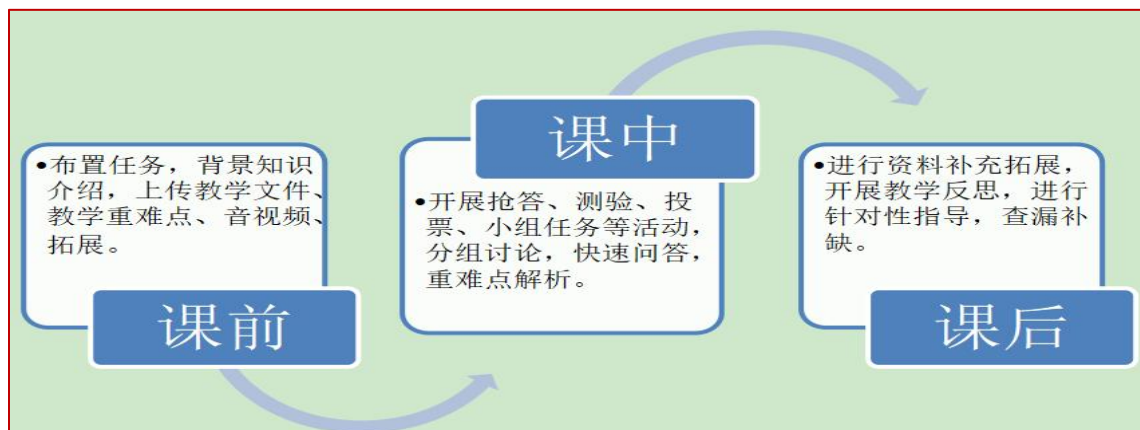 •布置任务，背景知识
介绍，上传教学文件、
教学重难点、音视频、
拓展。
课前
课中
•开展抢答、测验、投
票、小组任务等活动，
分组讨论，快速问答，
重难点解析。
•进行资料补充拓展，
开展教学反思，进行
针对性指导，查漏补
缺。
课后